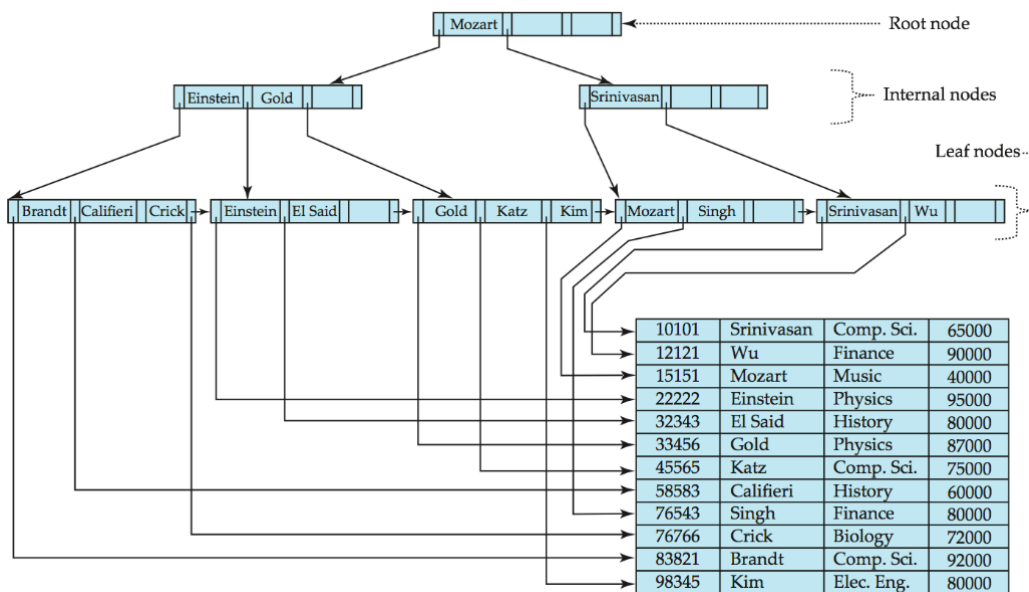 Mozart
Root node
Einstein Gold
Srinivasan
Internal nodes
Leaf nodes
Brandt Califieri Crick Einstein El Said Gold Katz Kim Mozart Singh Srinivasan Wu
10101 Srinivasan Comp. Sci. 65000
12121 Wu Finance 90000
15151 Mozart Music 40000
22222 Einstein Physics 95000
32343 El Said History 80000
33456 Gold Physics 87000
45565 Katz Comp. Sci. 75000
58583 Califieri History 60000
76543 Singh Finance 80000
76766 Crick Biology 72000
83821 Brandt Comp. Sci. 92000
98345 Kim Elec. Eng. 80000